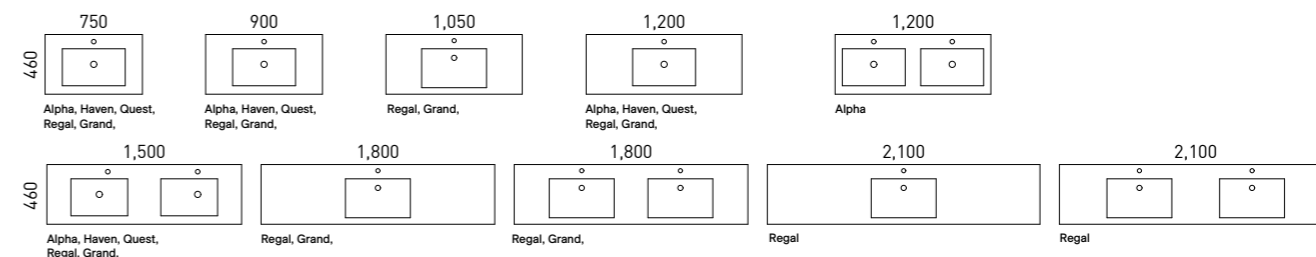 750
900
1,050
1,200
1,200
460
Alpha, Haven, Quest,
Regal, Grand,
Alpha, Haven, Quest,
Regal, Grand,
Regal, Grand,
Alpha, Haven, Quest,
Regal, Grand,
Alpha
1,500
1,800
1,800
2,100
2,100
460
Alpha, Haven, Quest,
Regal, Grand,
Regal, Grand,
Regal, Grand,
Regal
Regal